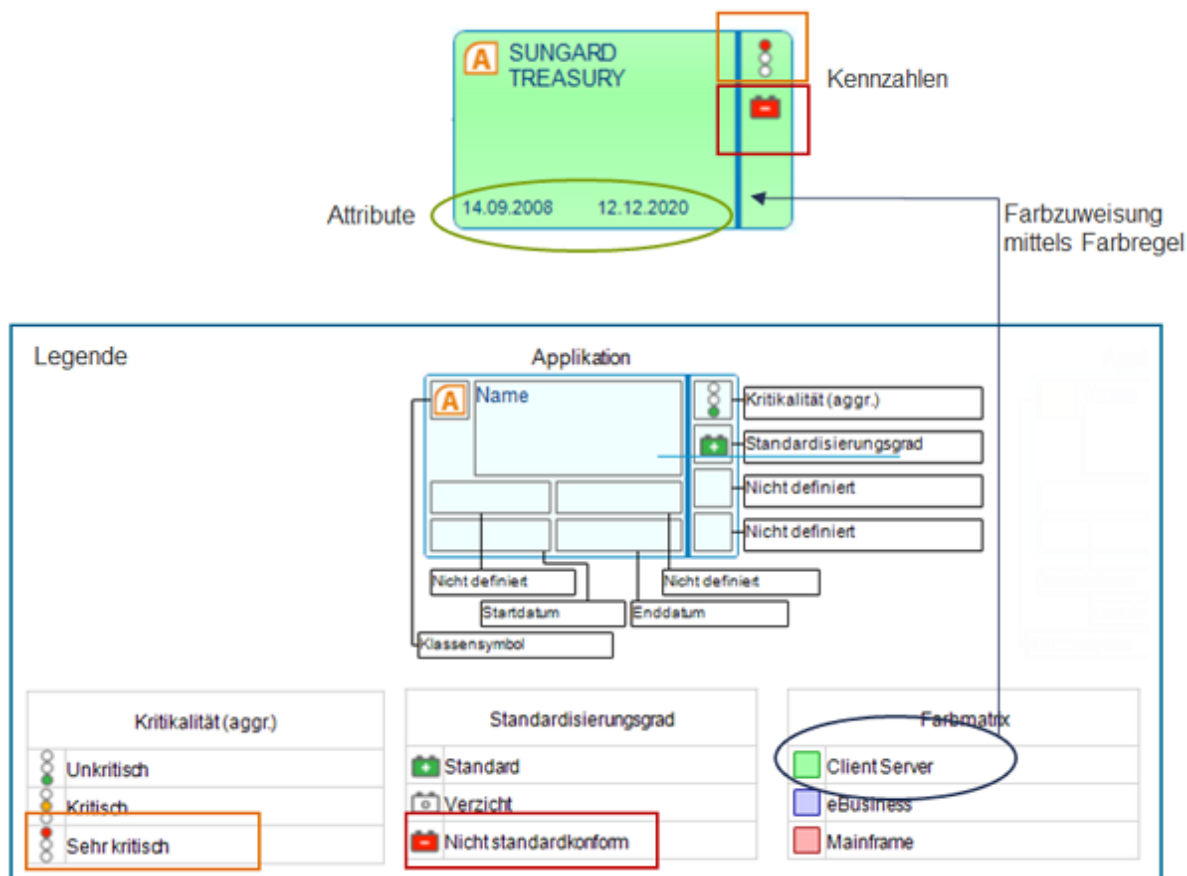 A SUNGARD
TREASURY
Kennzahlen
Attribute
14.09.2008 12.12.2020
Farbzuweisung
mittels Farbregel
Legende
Applikation
A Name
Kritikalität (aggr.)
Standardisierungsgrad
Nicht definiert
Nicht definiert
Nicht definiert Nicht definiert
Startdatum Enddatum
Klassensymbol
Kritikalität (aggr.)
Unkritisch
Kritisch
Sehr kritisch
Standardisierungsgrad
Standard
Verzicht
Nicht standardkonform
Farbmatrix
Client Server
eBusiness
Mainframe